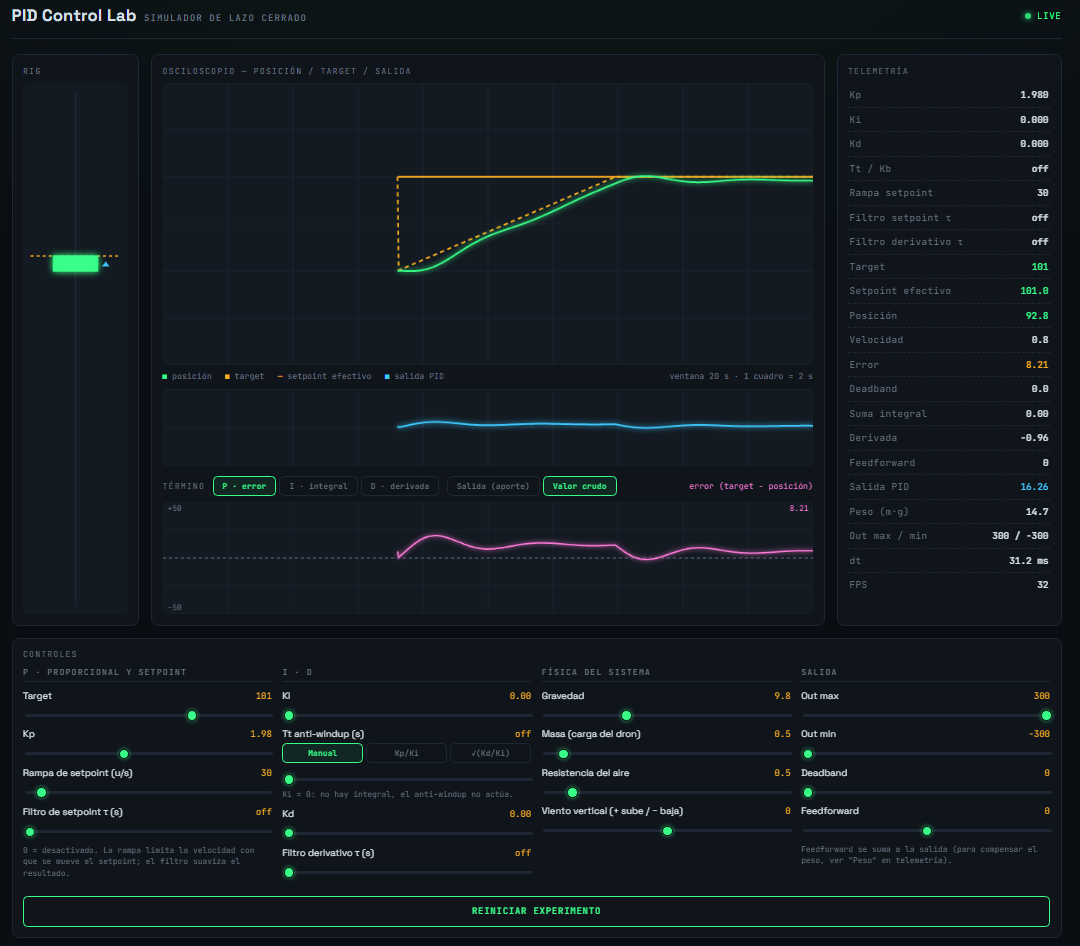 PID Control Lab SIMULADOR DE LAZO CERRADO
LIVE
RIG
OSCILOSCOPIO — POSICIÓN / TARGET / SALIDA
posición target setpoint efectivo salida PID
ventana 20 s · 1 cuadro = 2 s
TÉRMINO P · error I · integral D · derivada Salida (aporte) Valor crudo
error (target - posición)
+50
8.21
-50
TELEMETRÍA
Kp 1.980
Ki 0.000
Kd 0.000
Tt / Kb off
Rampa setpoint 30
Filtro setpoint τ off
Filtro derivativo τ off
Target 101
Setpoint efectivo 101.0
Posición 92.8
Velocidad 0.8
Error 8.21
Deadband 0.0
Suma integral 0.00
Derivada -0.96
Feedforward 0
Salida PID 16.26
Peso (m·g) 14.7
Out max / min 300 / -300
dt 31.2 ms
FPS 32
CONTROLES
P · PROPORCIONAL Y SETPOINT
Target 101
Kp 1.98
Rampa de setpoint (u/s) 30
Filtro de setpoint τ (s) off
0 = desactivado. La rampa limita la velocidad con
que se mueve el setpoint; el filtro suaviza el
resultado.
I · D
Ki 0.00
Tt anti-windup (s) off
Manual Kp/Ki √(Kd/Ki)
Ki = 0: no hay integral, el anti-windup no actúa.
Kd 0.00
Filtro derivativo τ (s) off
FÍSICA DEL SISTEMA
Gravedad 9.8
Masa (carga del dron) 0.5
Resistencia del aire 0.5
Viento vertical (+ sube / − baja) 0
SALIDA
Out max 300
Out min -300
Deadband 0
Feedforward 0
Feedforward se suma a la salida (para compensar el
peso, ver "Peso" en telemetría).
REINICIAR EXPERIMENTO